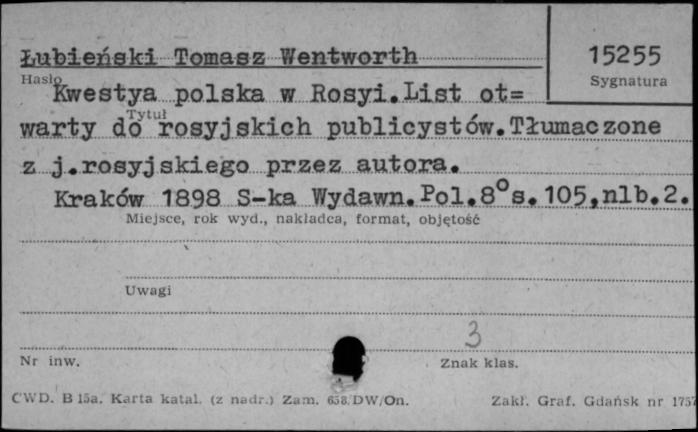 Łubieński Tomasz Wentworth
15255
Hasło
Sygnatura
Kwestya polska w Rosyi.List ot=
Tytuł
warty do rosyjskich publicystów.Tłumaczone
z j.rosyjskiego przez autora.
Kraków 1898 S-ka Wydawn.Pol.8°s.105,nlb.2.
Miejsce, rok wyd., nakładca, format, objętość
Uwagi
3
Nr inw.
Znak klas.
CWD. B 15a. Karta katal. (z nadr.) Zam. 658/DW/On.
Zakł. Graf. Gdańsk nr 1757